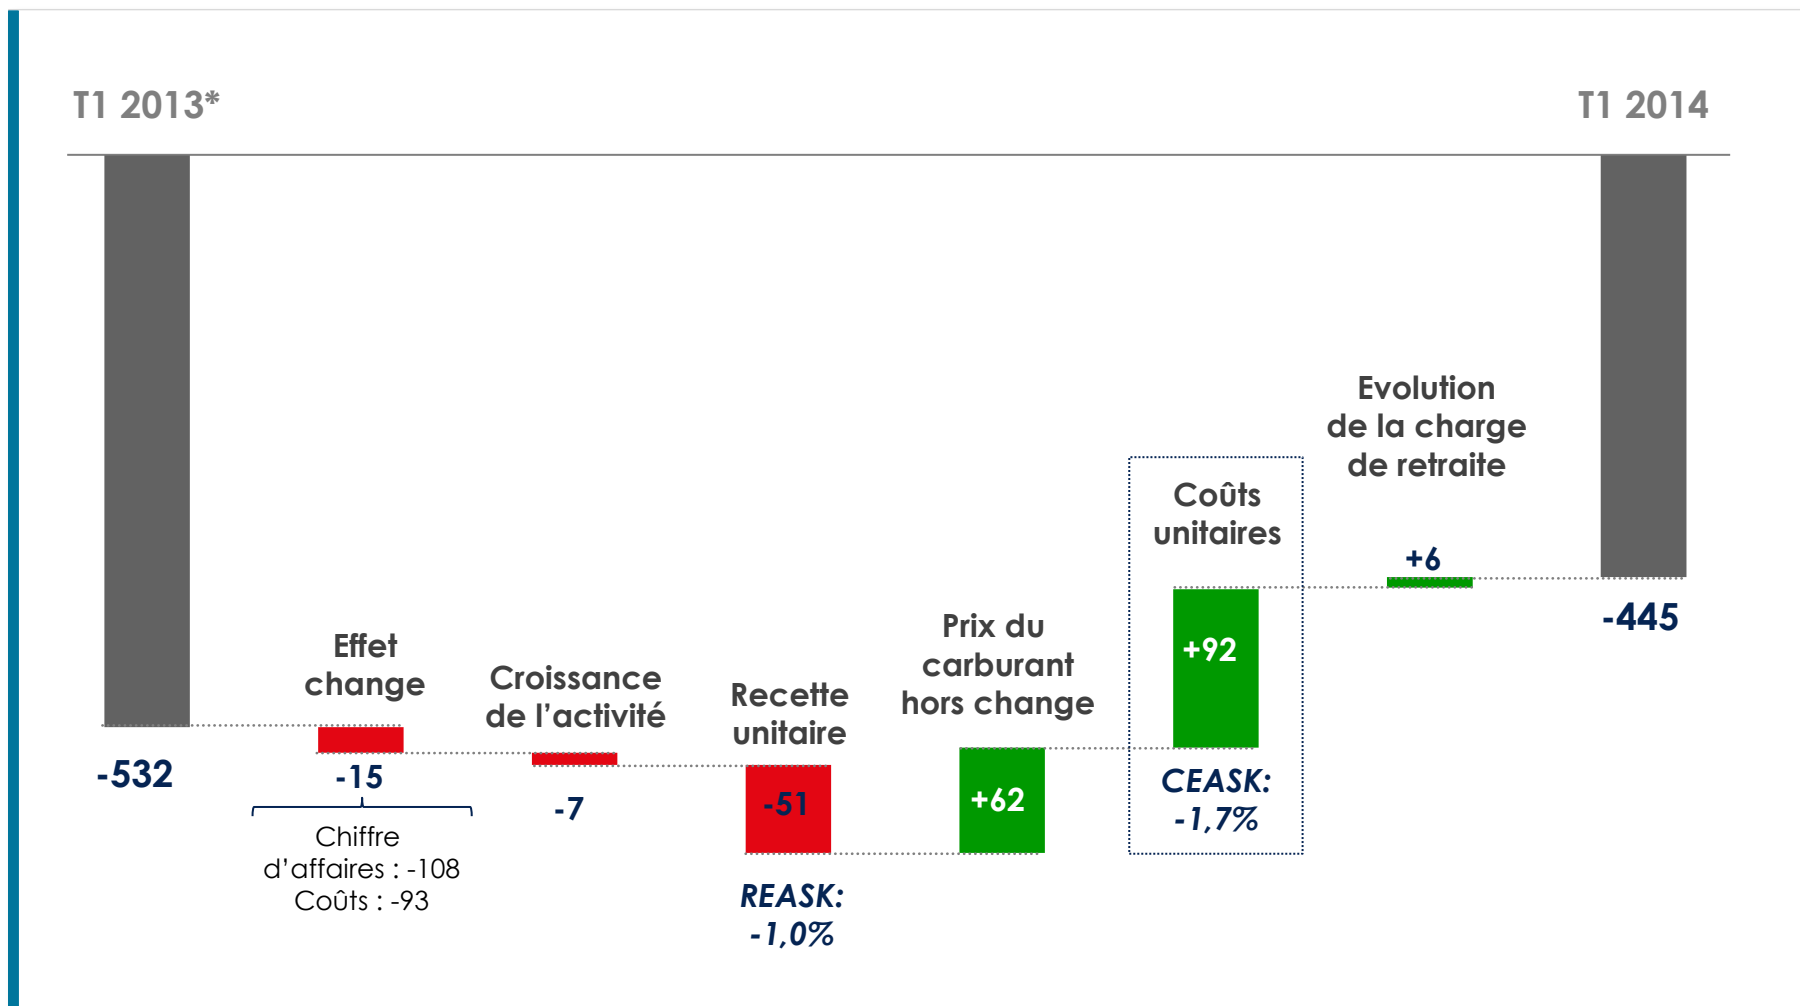 T1 2013*
T1 2014
-532
Effet
change
-15
Chiffre
d’affaires : -108
Coûts : -93
Croissance
de l’activité
-7
Recette
unitaire
-51
REASK:
-1,0%
Prix du
carburant
hors change
+62
Coûts
unitaires
+92
CEASK:
-1,7%
Evolution
de la charge
de retraite
+6
-445